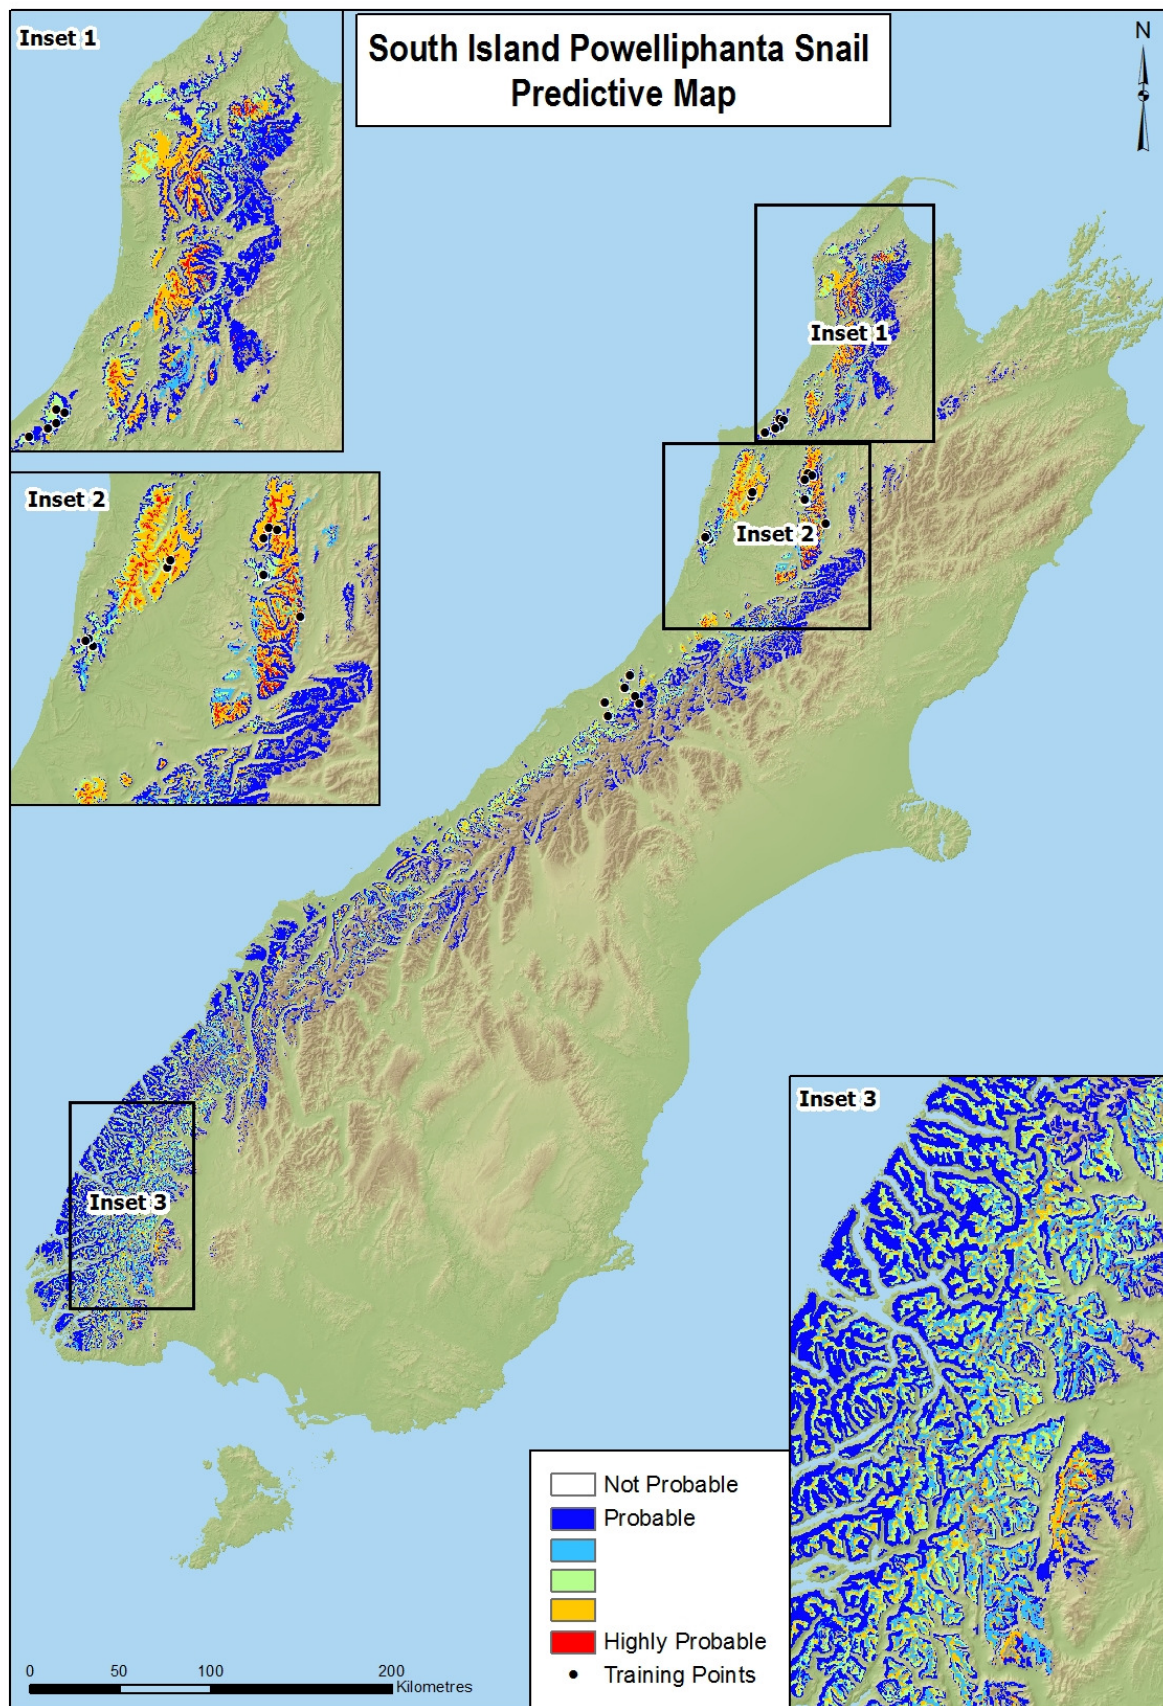 South Island Powelliphanta Snail
Predictive Map
N
Inset 1
Inset 2
Inset 1
Inset 2
Inset 3
Inset 3
Not Probable
Probable
Highly Probable
Training Points
0 50 100 200
Kilometres